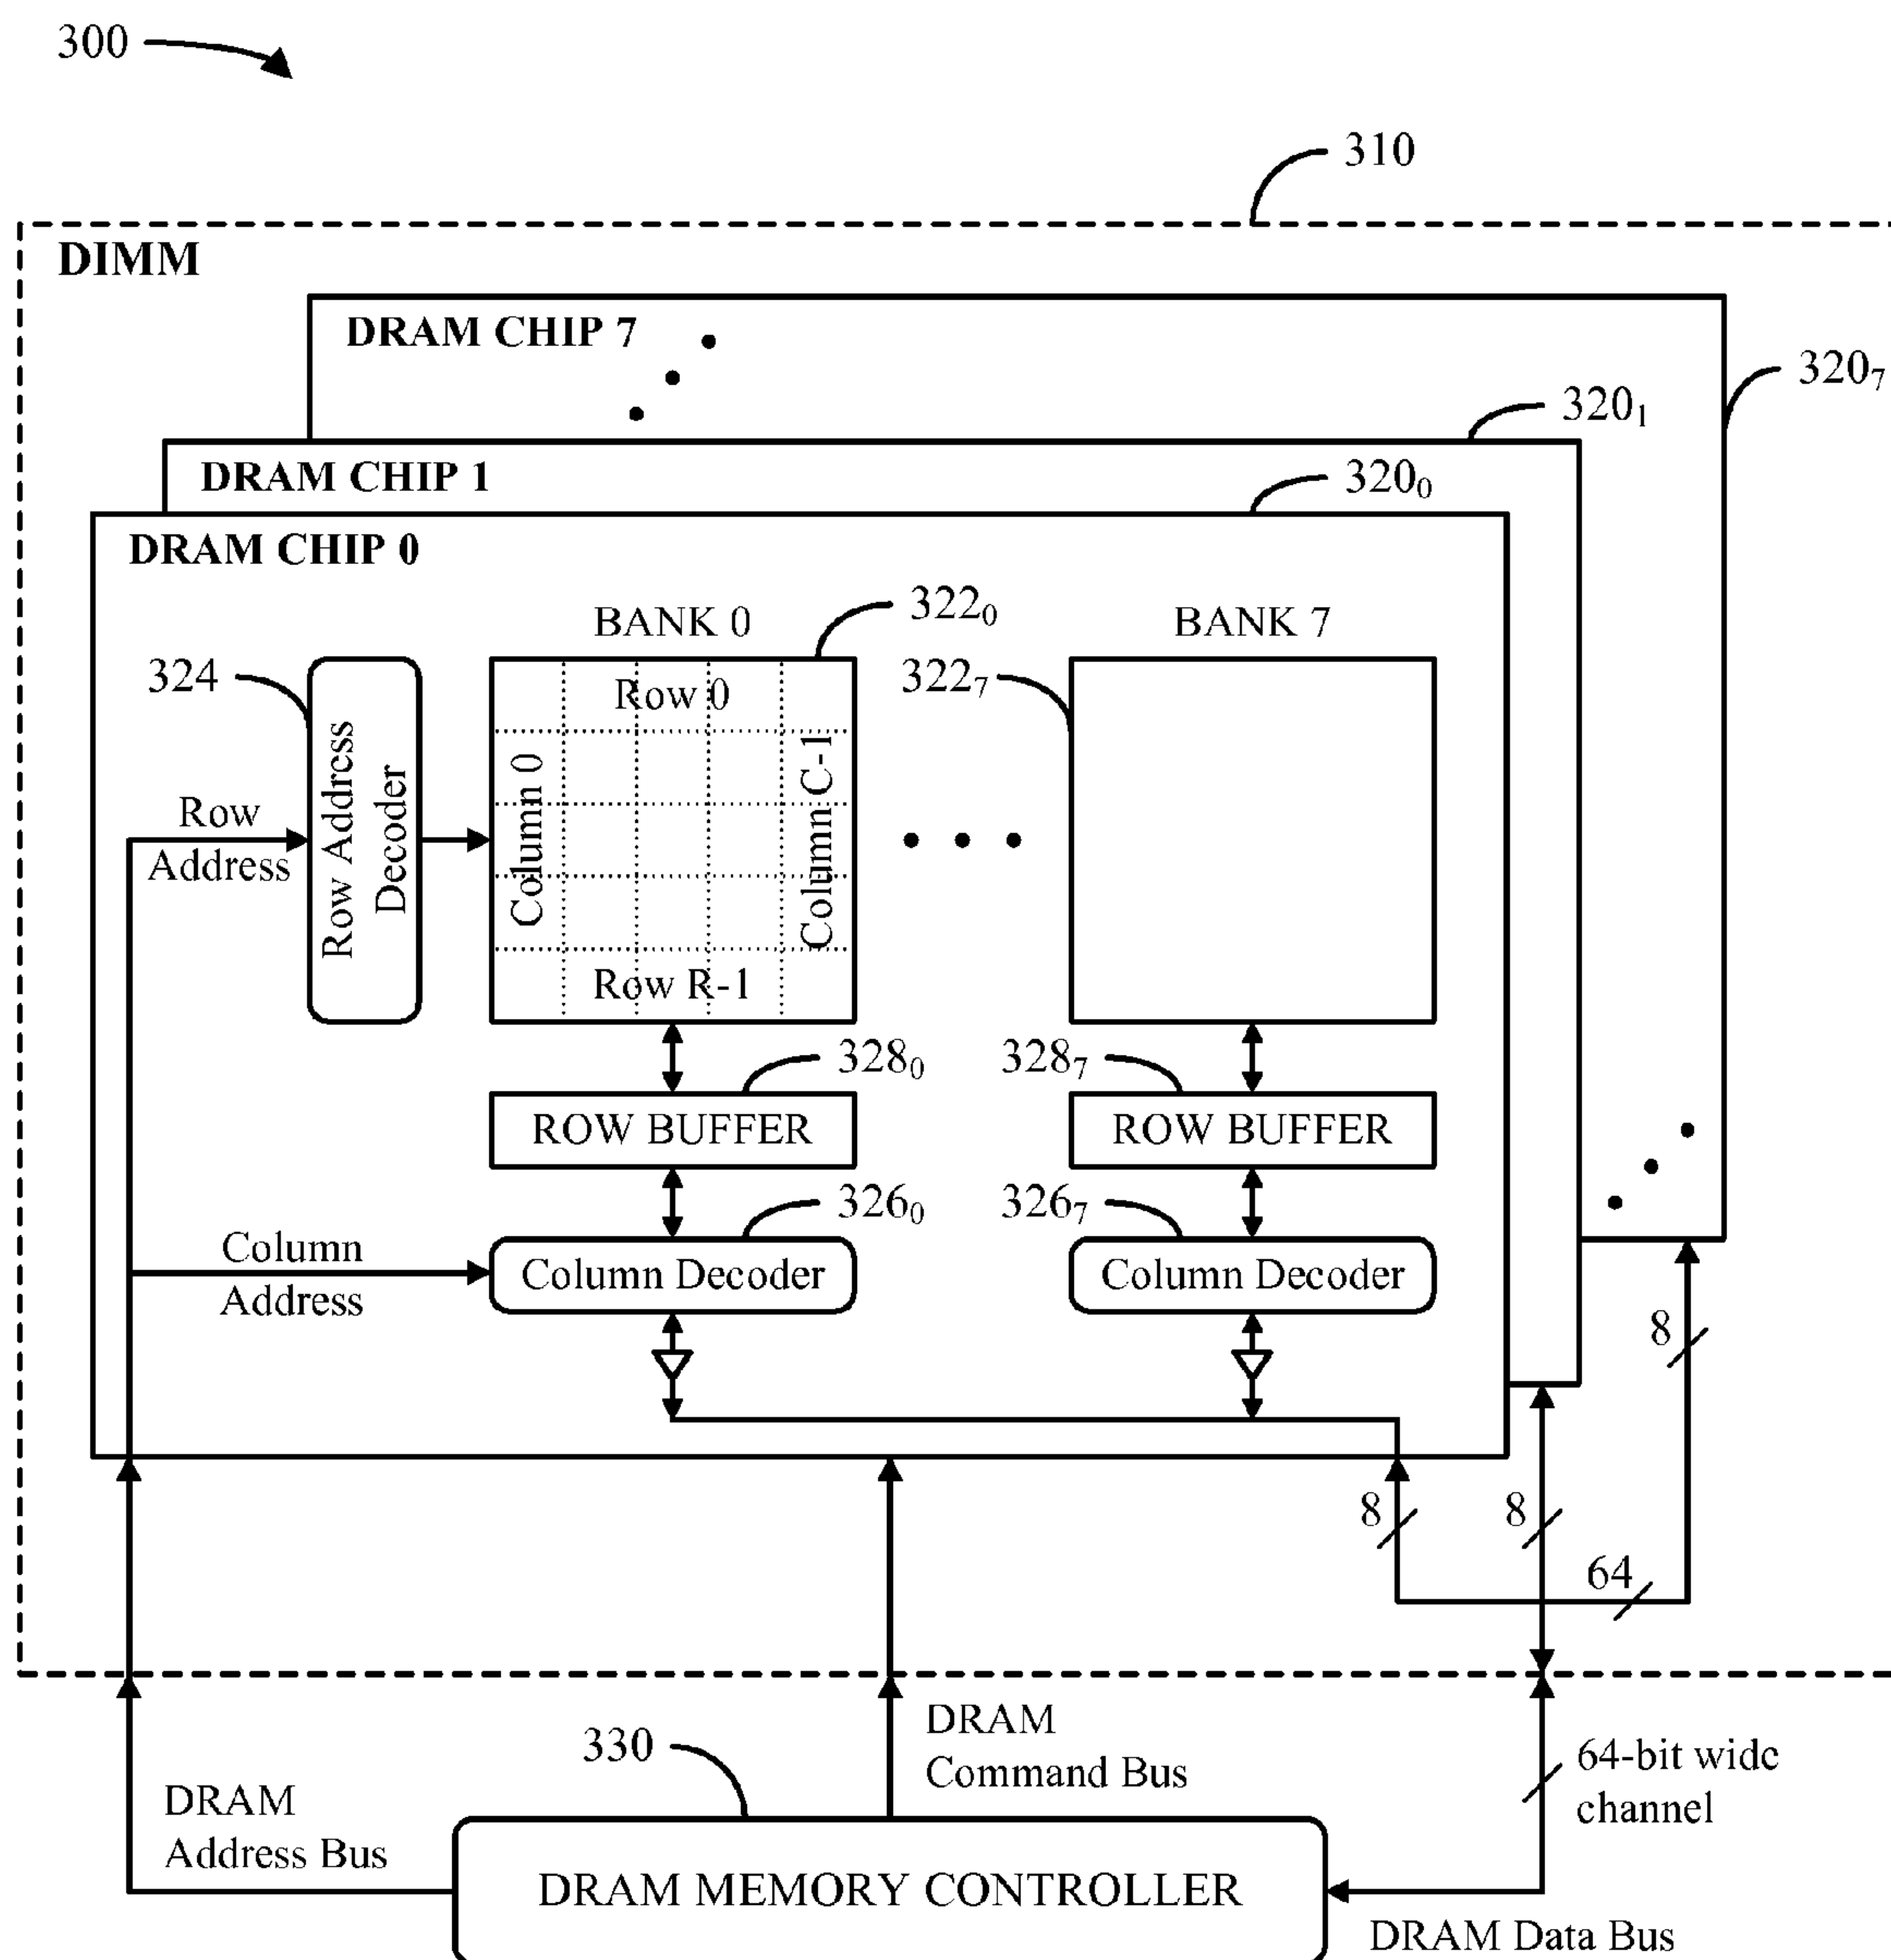 300
310
DIMM
DRAM CHIP 7
320₇
320₁
DRAM CHIP 1
320₀
DRAM CHIP 0
BANK 0
322₀
BANK 7
324
322₇
Row Address
Decoder
Row 0
Column 0
Column C-1
Row R-1
Row
Address
328₀
328₇
ROW BUFFER
ROW BUFFER
326₀
326₇
Column
Address
Column Decoder
Column Decoder
8
8
8
64
DRAM
Command Bus
330
64-bit wide
channel
DRAM
Address Bus
DRAM MEMORY CONTROLLER
DRAM Data Bus